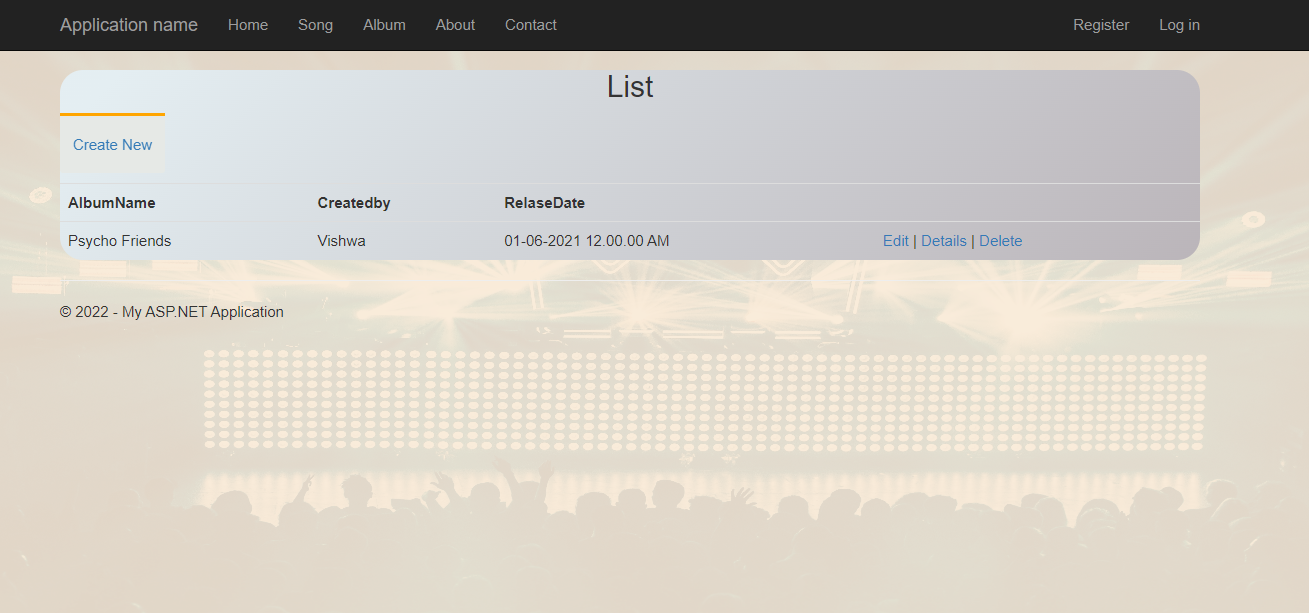 Application name Home Song Album About Contact Register Log in
List
Create New
AlbumName Createdby RelaseDate
Psycho Friends Vishwa 01-06-2021 12.00.00 AM Edit | Details | Delete
© 2022 - My ASP.NET Application